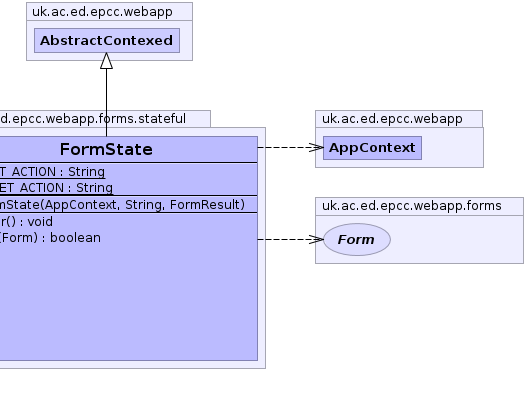 uk.ac.ed.epcc.webapp
AbstractContexed
d.epcc.webapp.forms.stateful
FormState
T_ACTION : String
ET_ACTION : String
mState(AppContext, String, FormResult)
r() : void
(Form) : boolean
uk.ac.ed.epcc.webapp
AppContext
uk.ac.ed.epcc.webapp.forms
Form